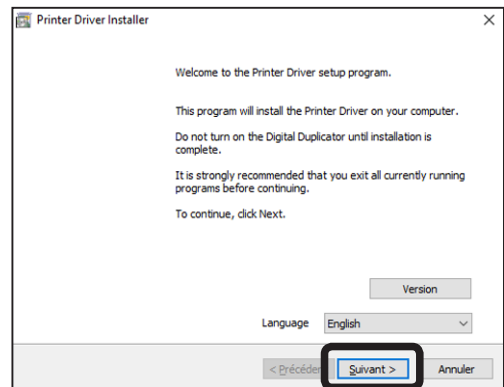 Printer Driver Installer
Welcome to the Printer Driver setup program.
This program will install the Printer Driver on your computer.
Do not turn on the Digital Duplicator until installation is
complete.
It is strongly recommended that you exit all currently running
programs before continuing.
To continue, click Next.
Version
Language English
< Précéden Suivant > Annuler